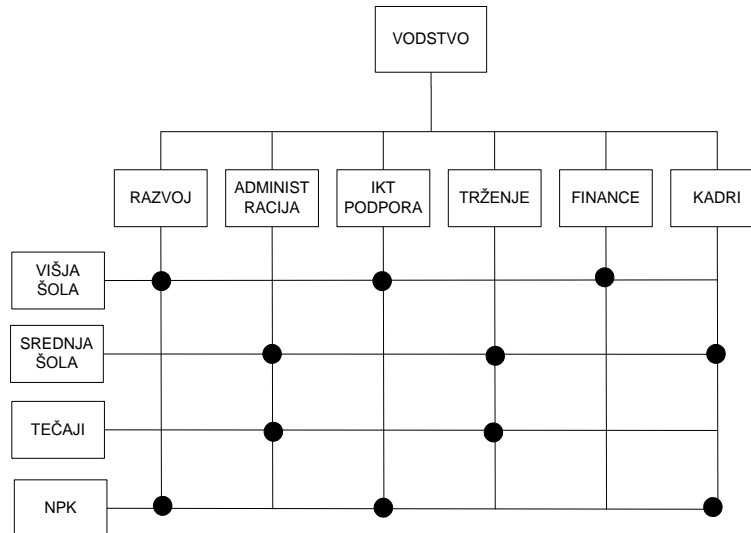 VODSTVO
RAZVOJ
ADMINIST
RACIJA
IKT
PODPORA
TRŽENJE
FINANCE
KADRI
VIŠJA
ŠOLA
SREDNJA
ŠOLA
TEČAJI
NPK